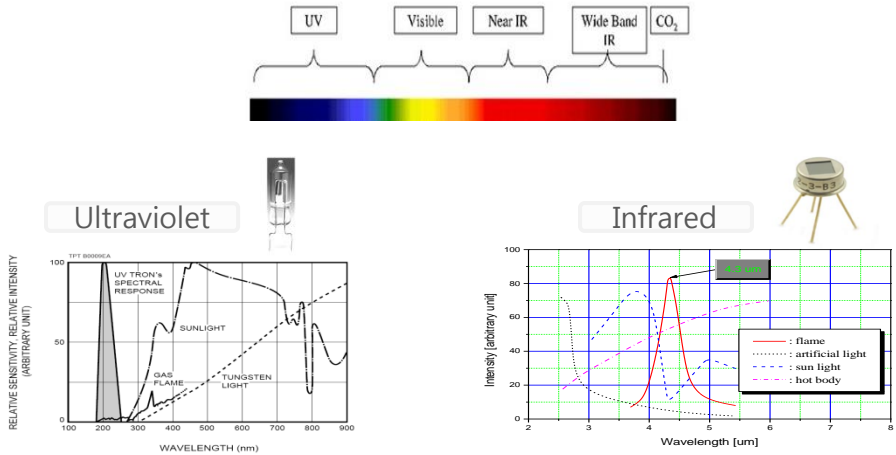 UV
Visible
Near IR
Wide Band
IR
CO₂
Ultraviolet
Infrared
TPT B0009EA
RELATIVE SENSITIVITY, RELATIVE INTENSITY
(ARBITRARY UNIT)
100
50
0
UV TRON's
SPECTRAL
RESPONSE
SUNLIGHT
GAS
FLAME
TUNGSTEN
LIGHT
100 200 300 400 500 600 700 800 900
WAVELENGTH (nm)
Intensity [arbitrary unit]
100
80
60
40
20
0
: flame
: artificial light
: sun light
: hot body
2 3 4 5 6 7 8
Wavelength [um]